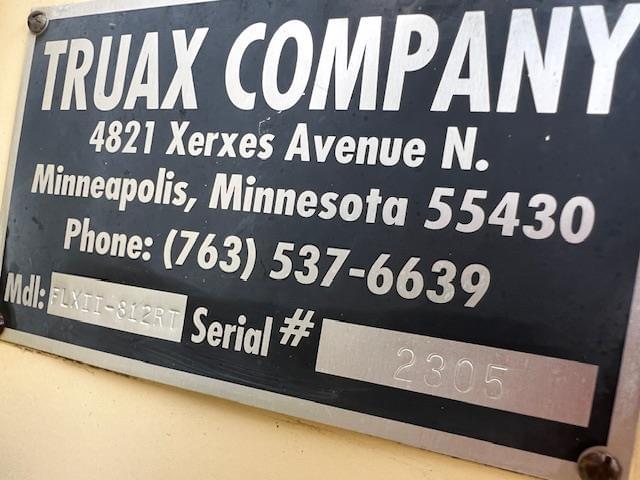 TRUAX COMPANY
4821 Xerxes Avenue N.
Minneapolis, Minnesota 55430
Phone: (763) 537-6639
Mdl: FLXII-812RT Serial # 2305